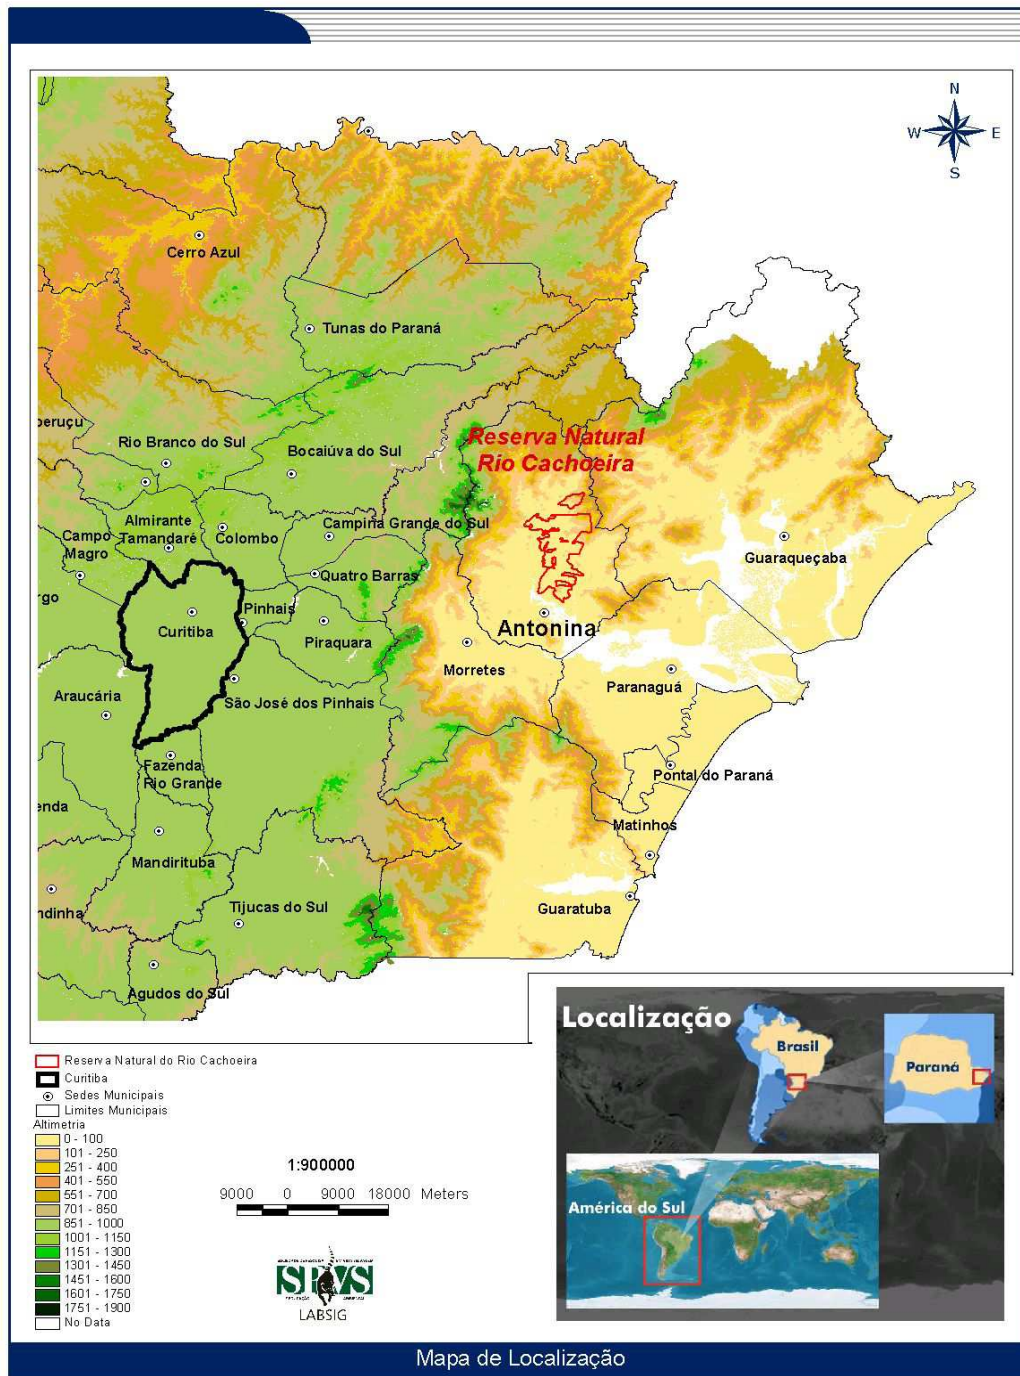 N
W E
S
Cerro Azul
Tunas do Paraná
peruçu
Rio Branco do Sul
Bocaiúva do Sul
Reserva Natural
Rio Cachoeira
Campo
Magro
Almirante
Tamandaré
Colombo
Campina Grande do Sul
Quatro Barras
Guaraqueçaba
rgo
Curitiba
Pinhais
Piraquara
Antonina
Morretes
Araucária
São José dos Pinhais
Paranaguá
Fazenda
Rio Grande
Pontal do Paraná
enda
Matinhos
Mandirituba
ndinha
Tijucas do Sul
Guaratuba
Agudos do Sul
Localização
Brasil
Paraná
América do Sul
Reserva Natural do Rio Cachoeira
Curitiba
Sedes Municipais
Limites Municipais
Altimetria
0 - 100
101 - 250
251 - 400
401 - 550
551 - 700
701 - 850
851 - 1000
1001 - 1150
1151 - 1300
1301 - 1450
1451 - 1600
1601 - 1750
1751 - 1900
No Data
1:900000
9000 0 9000 18000 Meters
SPVS
LABSIG
Mapa de Localização